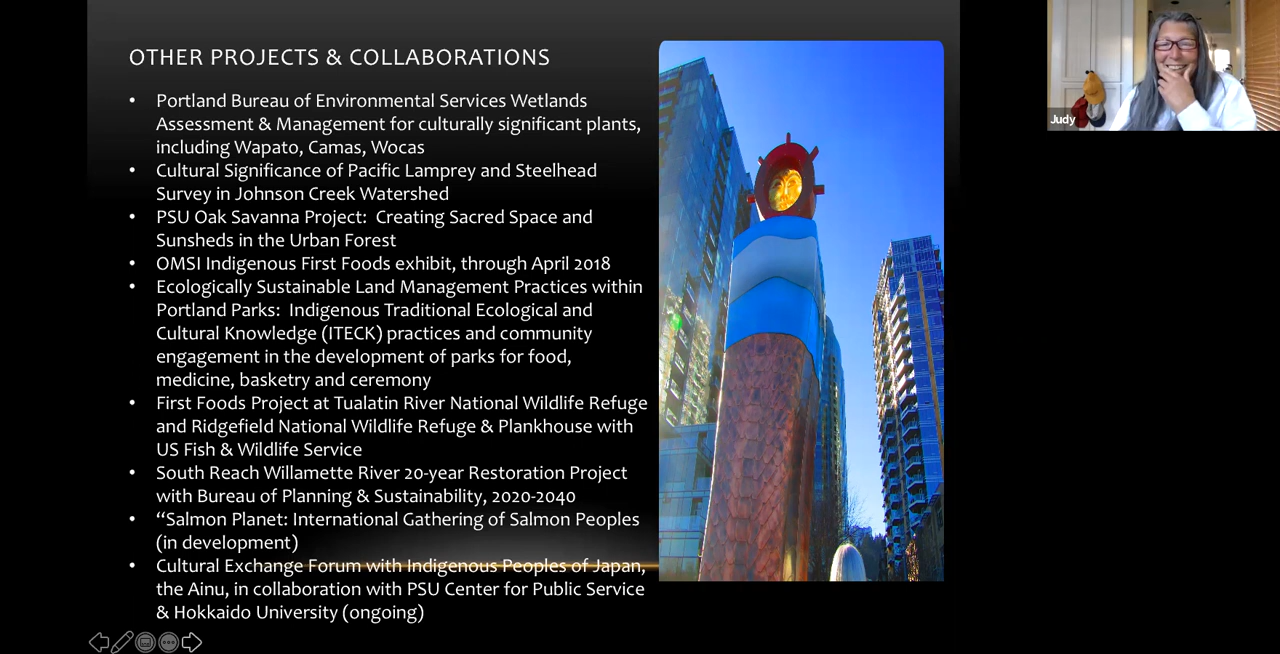 OTHER PROJECTS & COLLABORATIONS
• Portland Bureau of Environmental Services Wetlands
Assessment & Management for culturally significant plants,
including Wapato, Camas, Wocas
• Cultural Significance of Pacific Lamprey and Steelhead
Survey in Johnson Creek Watershed
• PSU Oak Savanna Project: Creating Sacred Space and
Sunsheds in the Urban Forest
• OMSI Indigenous First Foods exhibit, through April 2018
• Ecologically Sustainable Land Management Practices within
Portland Parks: Indigenous Traditional Ecological and
Cultural Knowledge (ITECK) practices and community
engagement in the development of parks for food,
medicine, basketry and ceremony
• First Foods Project at Tualatin River National Wildlife Refuge
and Ridgefield National Wildlife Refuge & Plankhouse with
US Fish & Wildlife Service
• South Reach Willamette River 20-year Restoration Project
with Bureau of Planning & Sustainability, 2020-2040
• “Salmon Planet: International Gathering of Salmon Peoples
(in development)
• Cultural Exchange Forum with Indigenous Peoples of Japan,
the Ainu, in collaboration with PSU Center for Public Service
& Hokkaido University (ongoing)
Judy